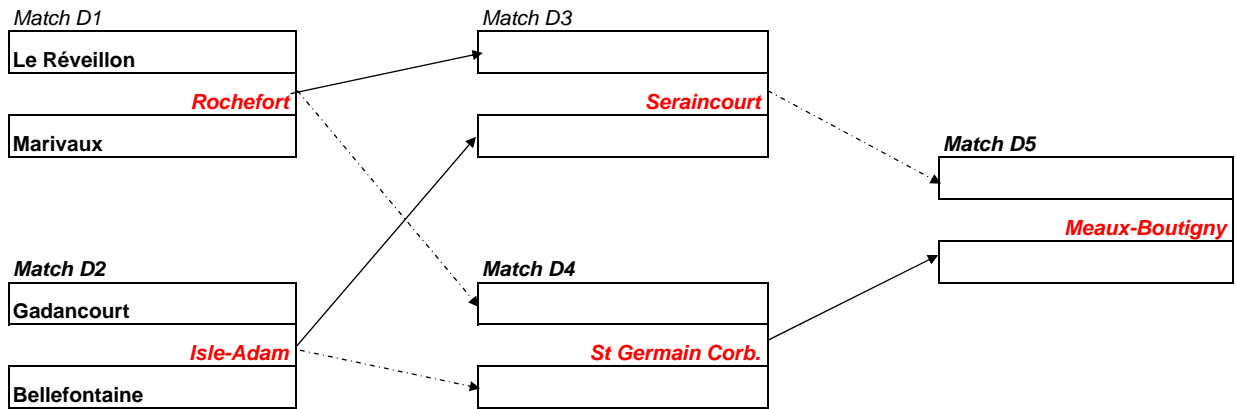 Match D1
Le Réveillon
Rochefort
Marivaux
Match D2
Gadancourt
Isle-Adam
Bellefontaine
Match D3
Seraincourt
Match D4
St Germain Corb.
Match D5
Meaux-Boutigny